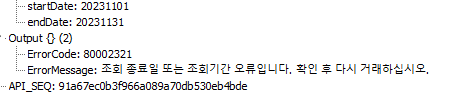 startDate: 20231101
endDate: 20231131
Output {} (2)
ErrorCode: 80002321
ErrorMessage: 조회 종료일 또는 조회기간 오류입니다. 확인 후 다시 거래하십시오.
API_SEQ: 91a67ec0b3f966a089a70db530eb4bde